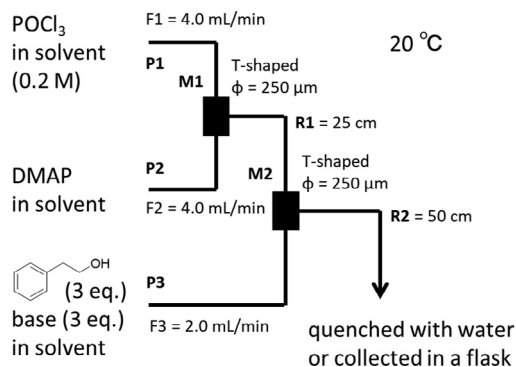 POCl₃
in solvent
(0.2 M)
F1 = 4.0 mL/min
P1
M1
T-shaped
ϕ = 250 μm
20 ℃
R1 = 25 cm
DMAP
in solvent
P2
F2 = 4.0 mL/min
M2
T-shaped
ϕ = 250 μm
R2 = 50 cm
OH
(3 eq.)
base (3 eq.)
in solvent
P3
F3 = 2.0 mL/min
quenched with water
or collected in a flask